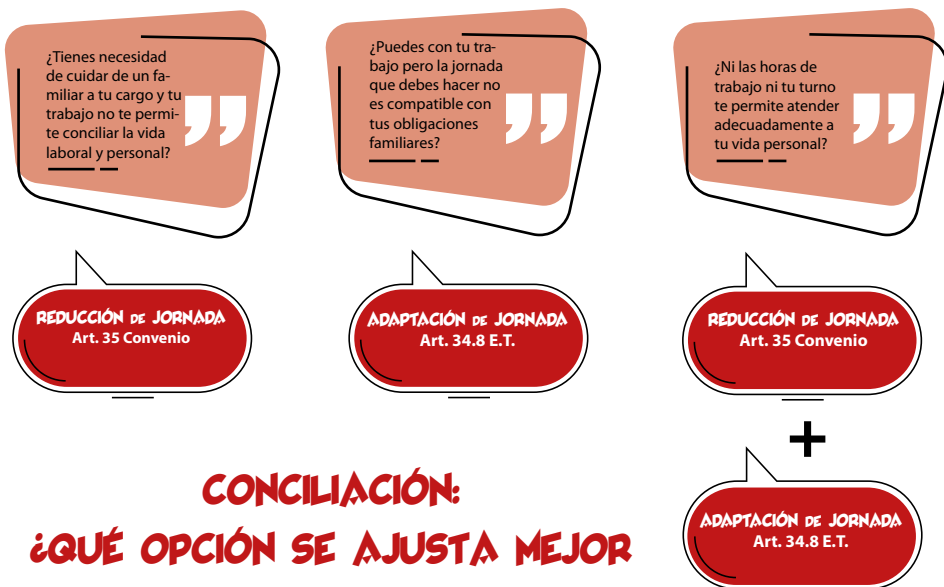 ¿Tienes necesidad
de cuidar de un fa-
miliar a tu cargo y tu
trabajo no te permi-
te conciliar la vida
laboral y personal?
REDUCCIÓN DE JORNADA
Art. 35 Convenio
¿Puedes con tu tra-
bajo pero la jornada
que debes hacer no
es compatible con
tus obligaciones
familiares?
ADAPTACIÓN DE JORNADA
Art. 34.8 E.T.
¿Ni las horas de
trabajo ni tu turno
te permite atender
adecuadamente a
tu vida personal?
REDUCCIÓN DE JORNADA
Art. 35 Convenio
+
ADAPTACIÓN DE JORNADA
Art. 34.8 E.T.
CONCILIACIÓN:
¿QUÉ OPCIÓN SE AJUSTA MEJOR